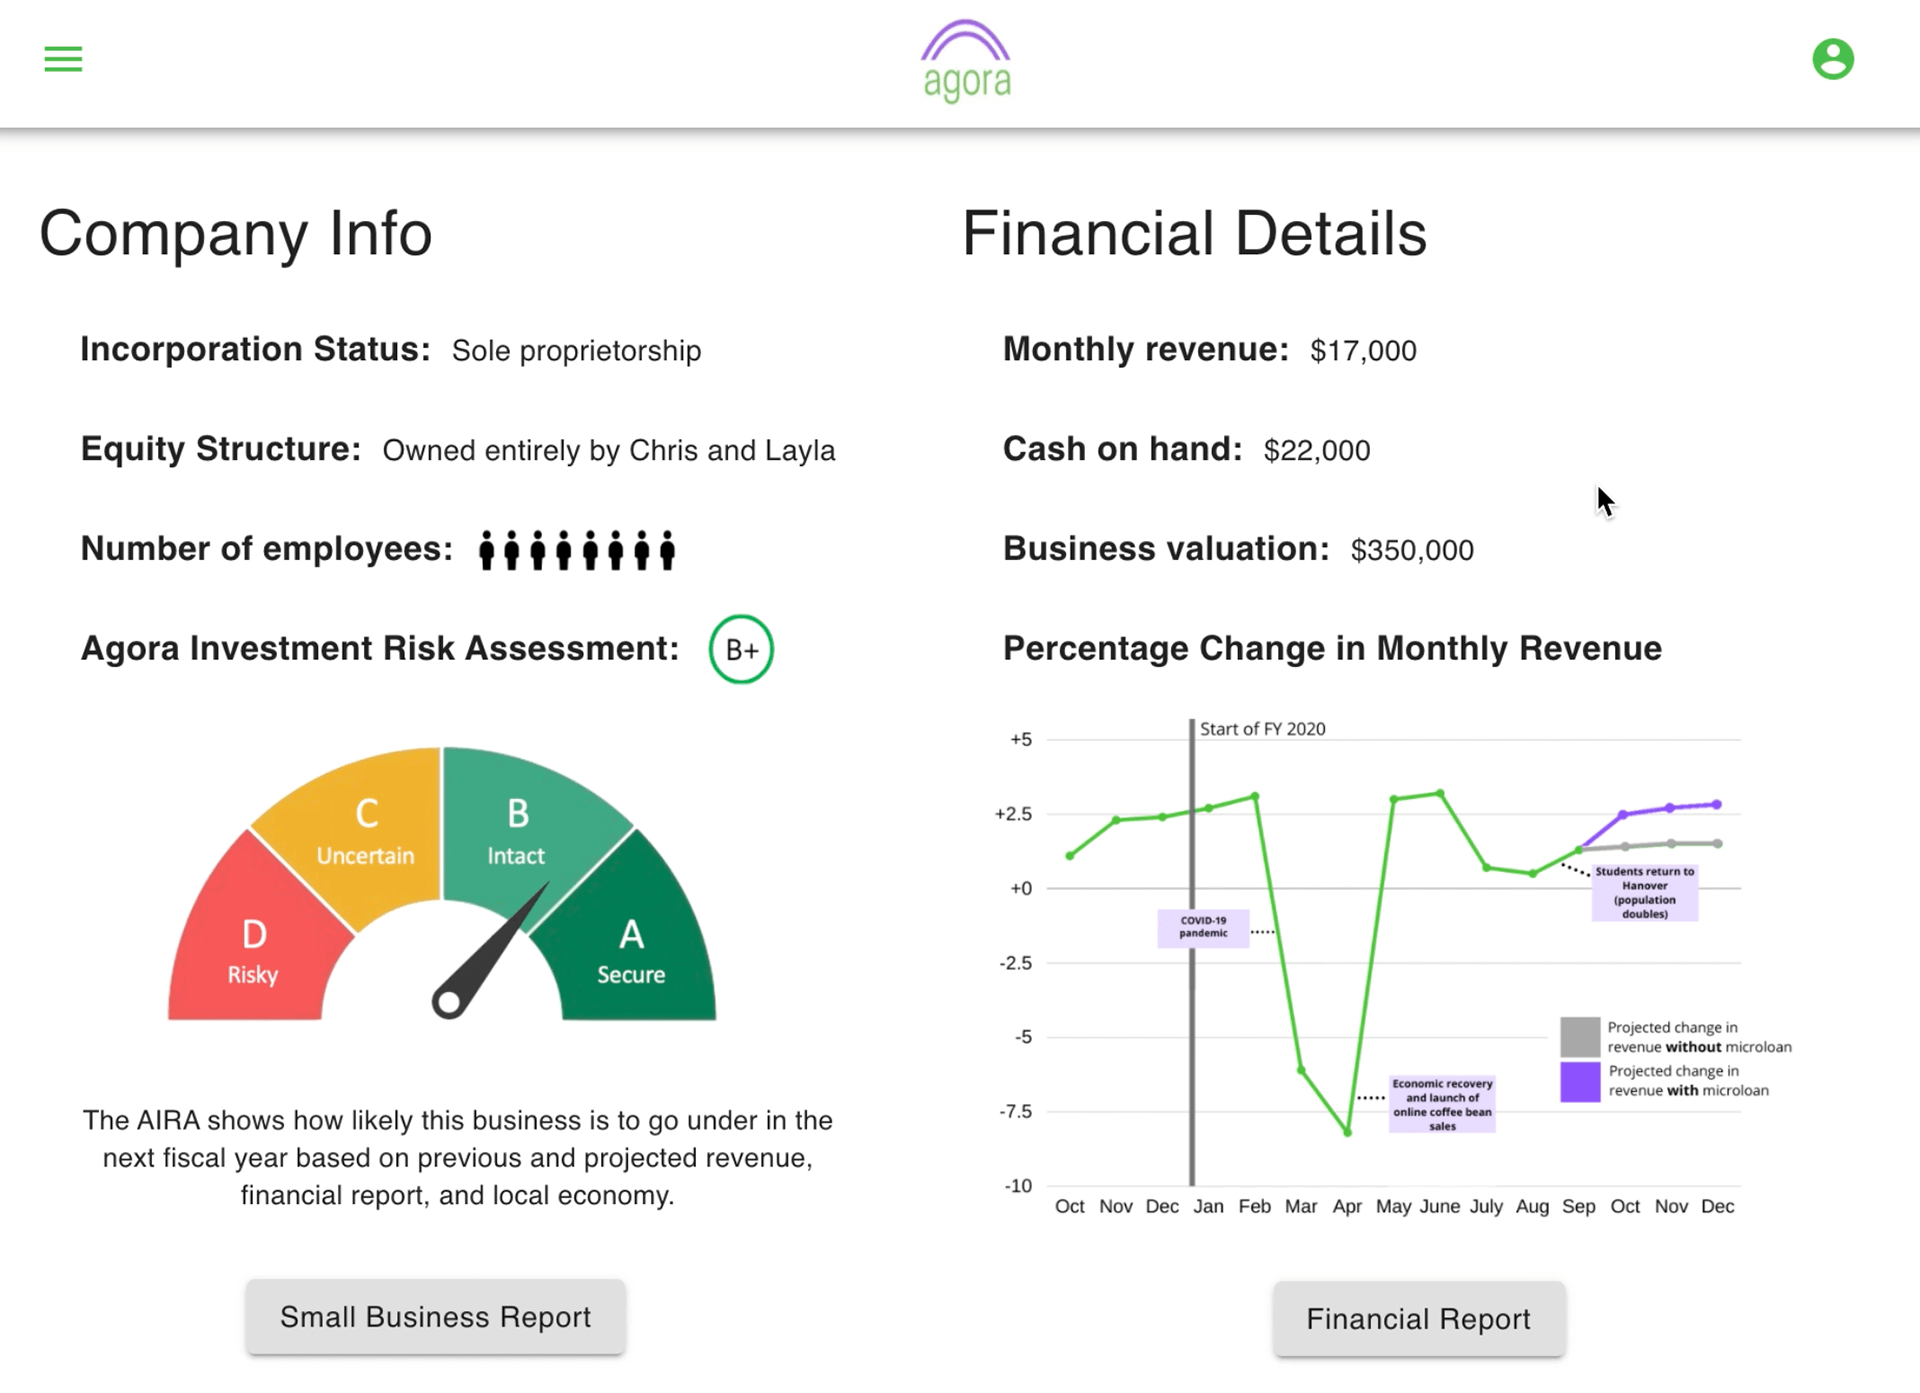 agora
Company Info
Incorporation Status: Sole proprietorship
Equity Structure: Owned entirely by Chris and Layla
Number of employees:
Agora Investment Risk Assessment: B+
D
Risky
C
Uncertain
B
Intact
A
Secure
The AIRA shows how likely this business is to go under in the
next fiscal year based on previous and projected revenue,
financial report, and local economy.
Small Business Report
Financial Details
Monthly revenue: $17,000
Cash on hand: $22,000
Business valuation: $350,000
Percentage Change in Monthly Revenue
Start of FY 2020
+5
+2.5
+0
-2.5
-5
-7.5
-10
COVID-19
pandemic
Economic recovery
and launch of
online coffee bean
sales
Students return to
Hanover
(population
doubles)
Projected change in
revenue without microloan
Projected change in
revenue with microloan
Oct Nov Dec Jan Feb Mar Apr May June July Aug Sep Oct Nov Dec
Financial Report